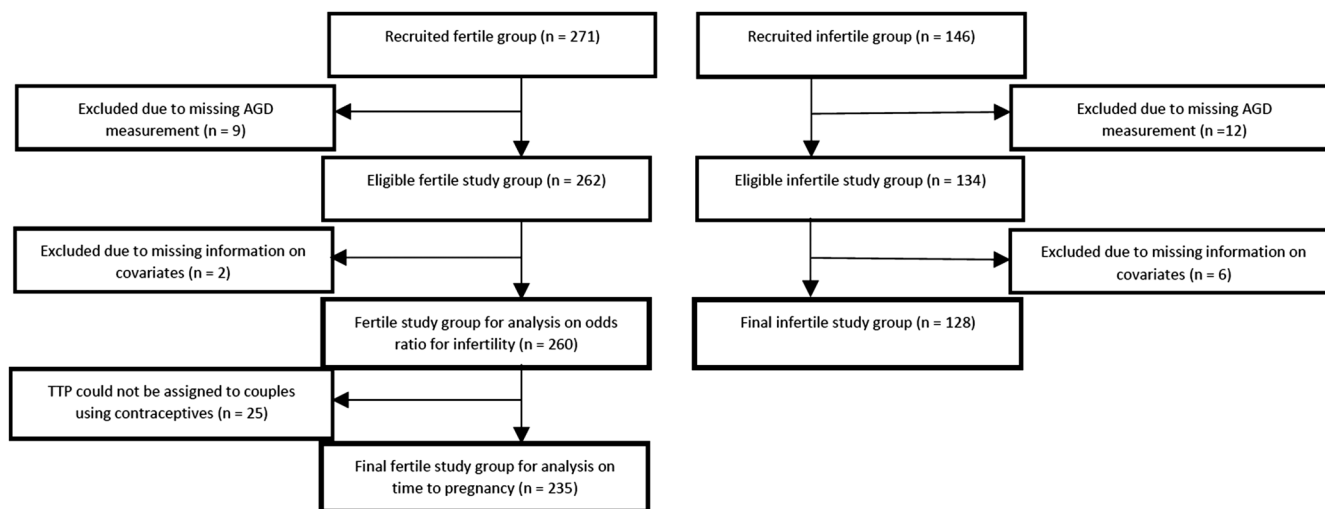 Recruited fertile group (n = 271)
Excluded due to missing AGD
measurement (n = 9)
Eligible fertile study group (n = 262)
Excluded due to missing information on
covariates (n = 2)
Fertile study group for analysis on odds
ratio for infertility (n = 260)
TTP could not be assigned to couples
using contraceptives (n = 25)
Final fertile study group for analysis on
time to pregnancy (n = 235)
Recruited infertile group (n = 146)
Excluded due to missing AGD
measurement (n =12)
Eligible infertile study group (n = 134)
Excluded due to missing information on
covariates (n = 6)
Final infertile study group (n = 128)